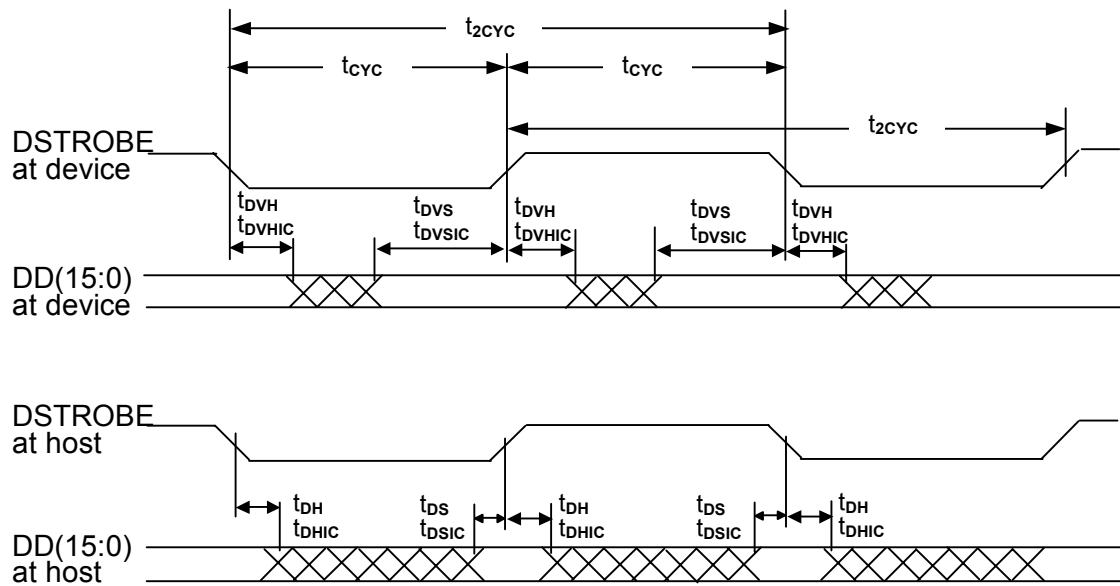 t2CYC
tCYC tCYC
t2CYC
DSTROBE
at device
tDVH tDVS tDVH tDVS tDVH
tDVHIC tDVSIC tDVHIC tDVSIC tDVHIC
DD(15:0)
at device
DSTROBE
at host
tDH tDS tDH tDS tDH
tDHIC tDSIC tDHIC tDSIC tDHIC
DD(15:0)
at host